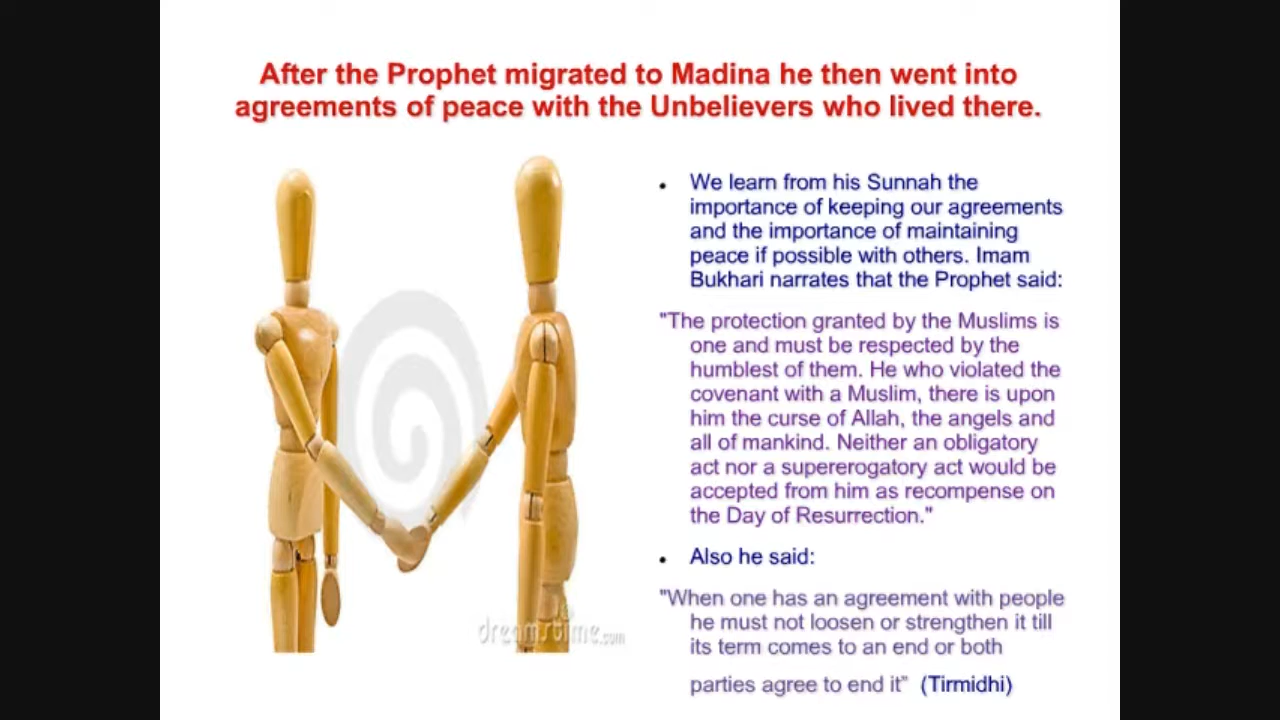 After the Prophet migrated to Madina he then went into
agreements of peace with the Unbelievers who lived there.
• We learn from his Sunnah the
importance of keeping our agreements
and the importance of maintaining
peace if possible with others. Imam
Bukhari narrates that the Prophet said:
"The protection granted by the Muslims is
one and must be respected by the
humblest of them. He who violated the
covenant with a Muslim, there is upon
him the curse of Allah, the angels and
all of mankind. Neither an obligatory
act nor a supererogatory act would be
accepted from him as recompense on
the Day of Resurrection."
• Also he said:
"When one has an agreement with people
he must not loosen or strengthen it till
its term comes to an end or both
parties agree to end it” (Tirmidhi)
dreamstime.com